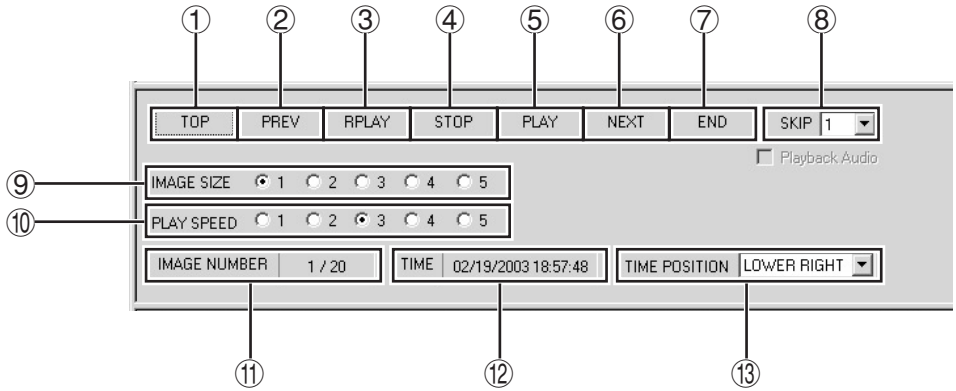 ① ② ③ ④ ⑤ ⑥ ⑦ ⑧
TOP PREV RPLAY STOP PLAY NEXT END SKIP 1
Playback Audio
⑨ IMAGE SIZE 1 2 3 4 5
⑩ PLAY SPEED 1 2 3 4 5
IMAGE NUMBER 1 / 20 TIME 02/19/2003 18:57:48 TIME POSITION LOWER RIGHT
⑪ ⑫ ⑬